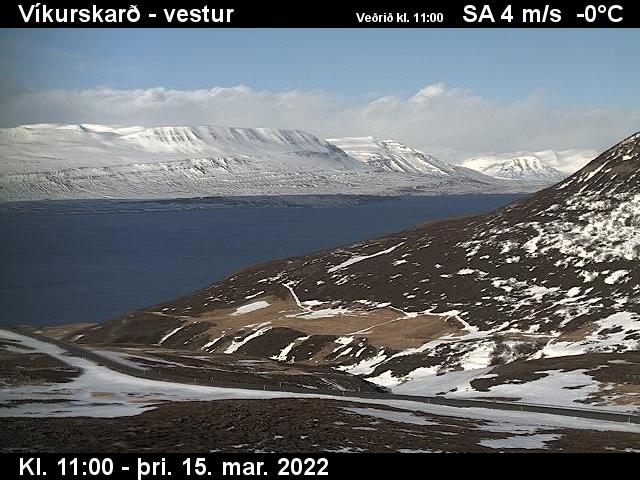 Víkurskarð - vestur Veðrið kl. 11:00 SA 4 m/s -0°C
Kl. 11:00 - þri. 15. mar. 2022